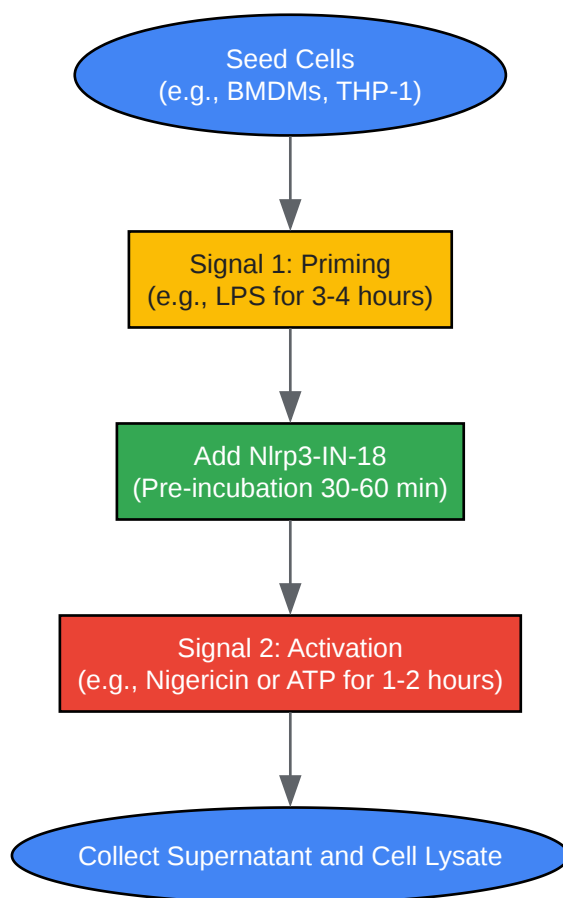 Seed Cells
(e.g., BMDMs, THP-1)
Signal 1: Priming
(e.g., LPS for 3-4 hours)
Add Nlrp3-IN-18
(Pre-incubation 30-60 min)
Signal 2: Activation
(e.g., Nigericin or ATP for 1-2 hours)
Collect Supernatant and Cell Lysate